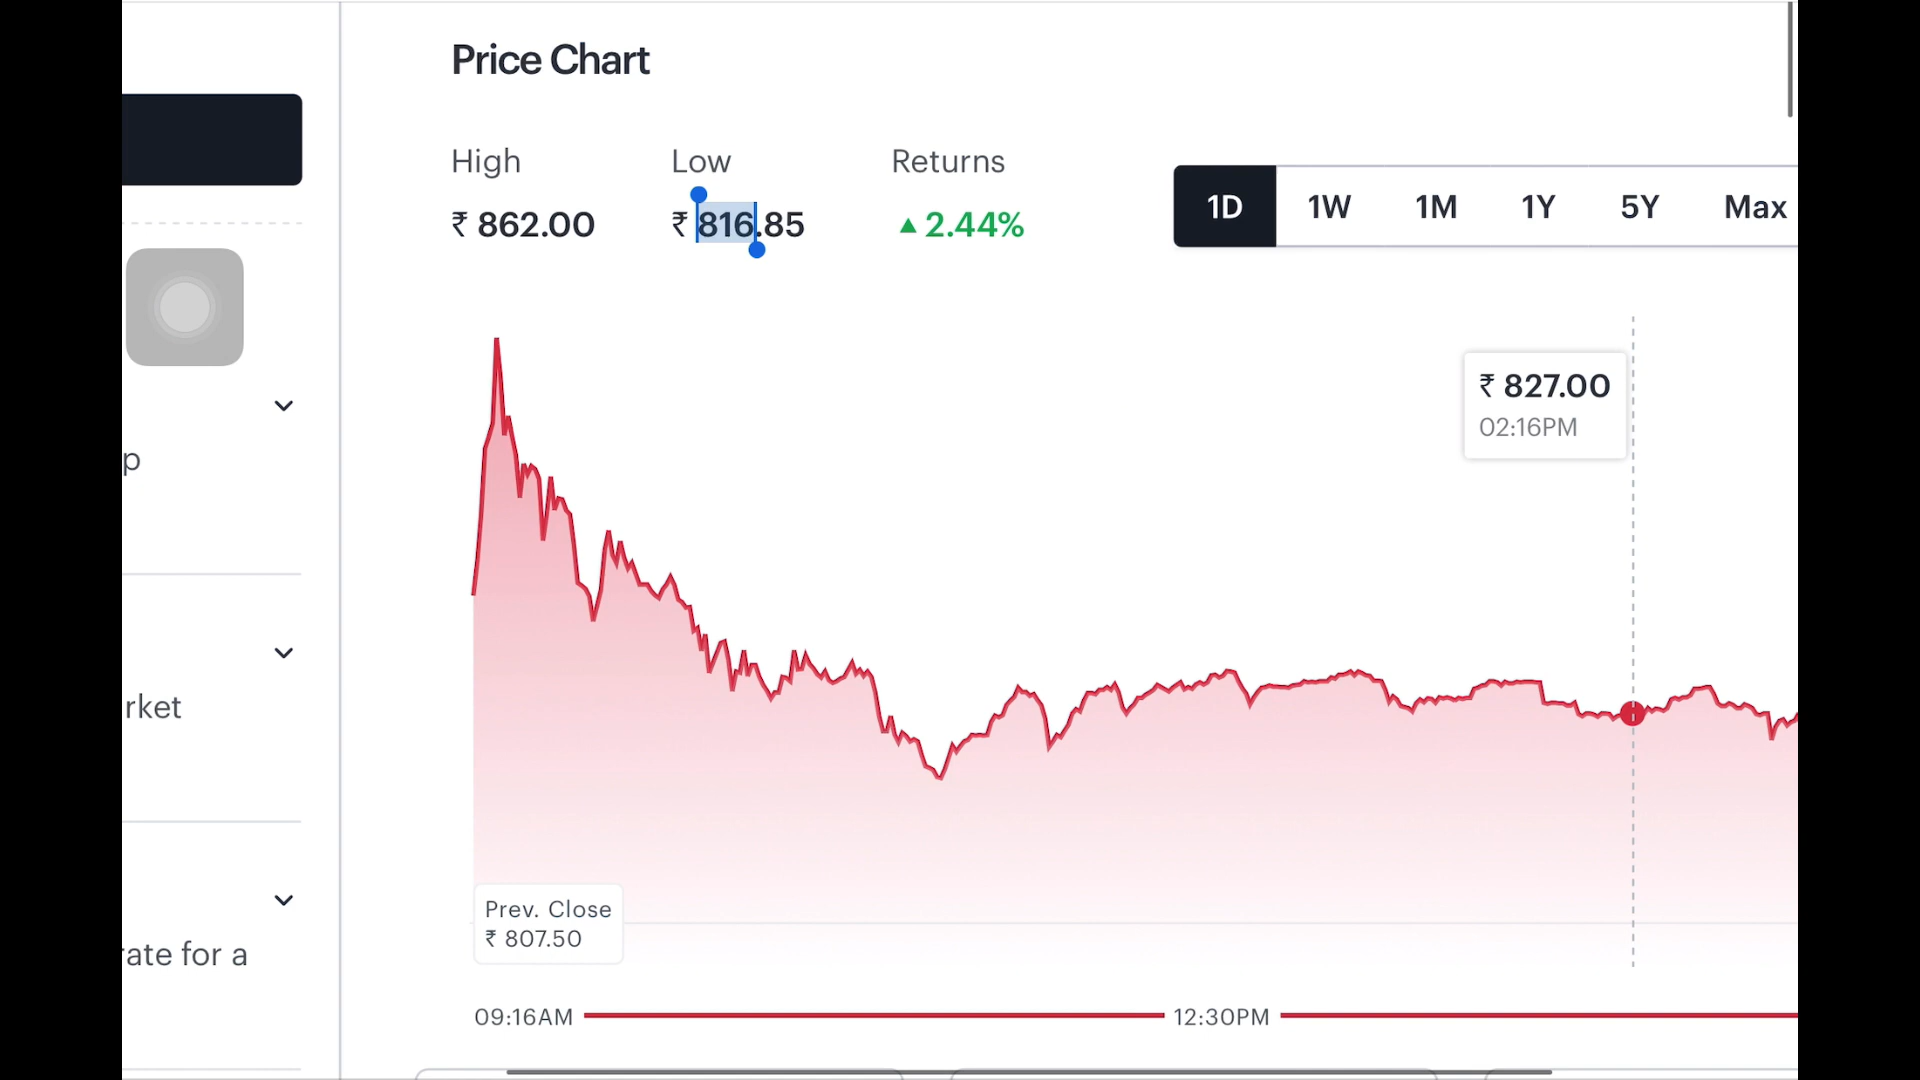 Price Chart
High
Low
Returns
₹ 862.00
₹ 816.85
▲ 2.44%
1D
1W
1M
1Y
5Y
Max
₹ 827.00
02:16PM
p
rket
rate for a
Prev. Close
₹ 807.50
09:16AM
12:30PM